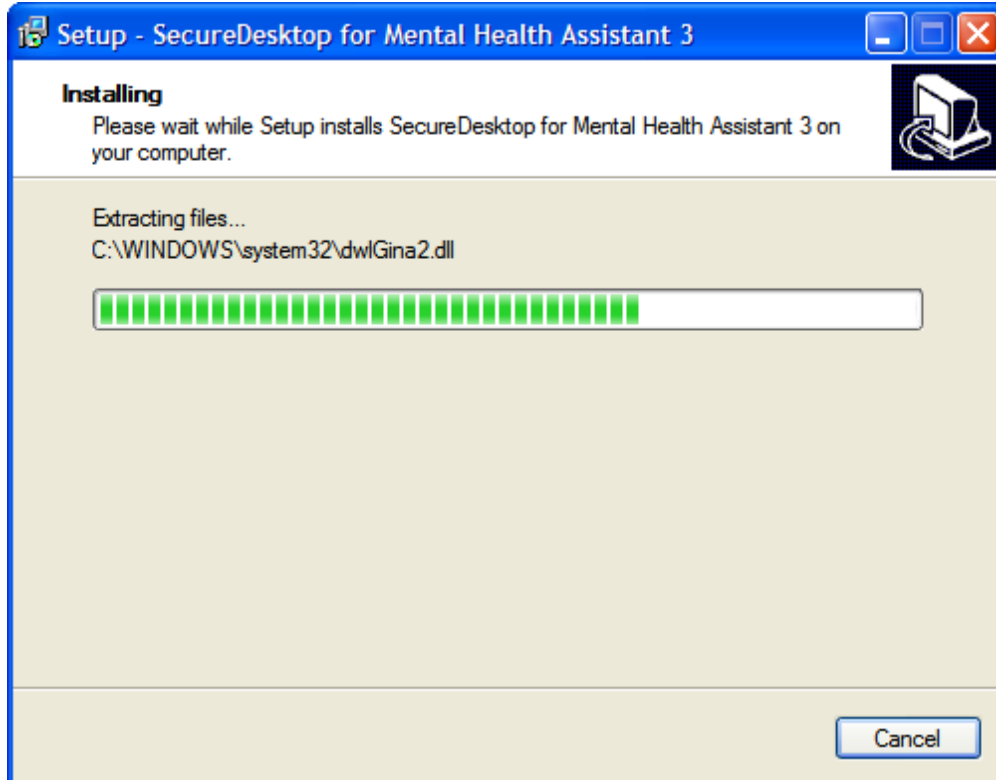 Setup - SecureDesktop for Mental Health Assistant 3
Installing
Please wait while Setup installs SecureDesktop for Mental Health Assistant 3 on
your computer.
Extracting files...
C:\WINDOWS\system32\dwlGina2.dll
Cancel